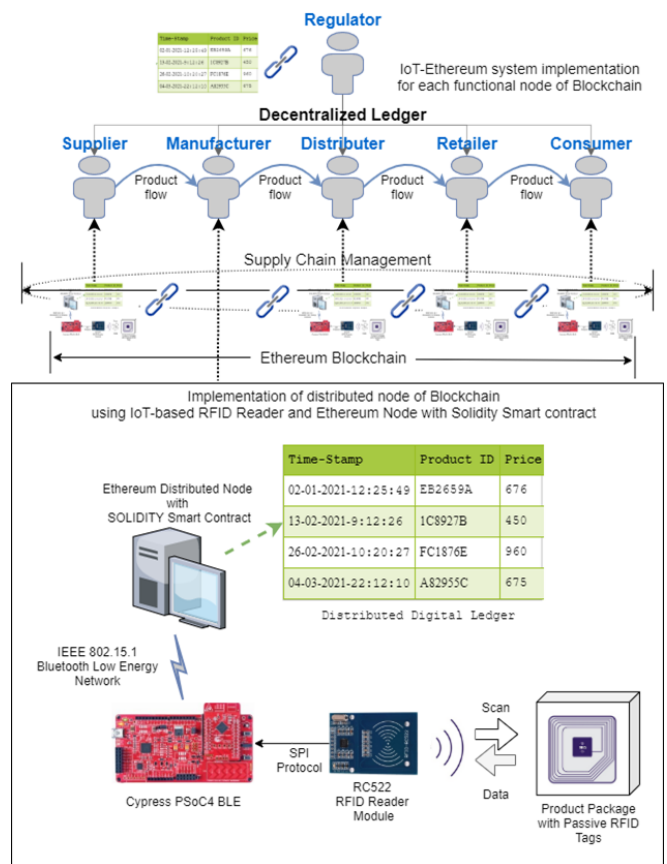 Regulator
Time-Stamp Product ID Price
IoT-Ethereum system implementation
for each functional node of Blockchain
Decentralized Ledger
Supplier Manufacturer Distributer Retailer Consumer
Product
flow
Product
flow
Product
flow
Product
flow
Supply Chain Management
Ethereum Blockchain
Implementation of distributed node of Blockchain
using IoT-based RFID Reader and Ethereum Node with Solidity Smart contract
Ethereum Distributed Node
with
SOLIDITY Smart Contract
Time-Stamp Product ID Price
02-01-2021-12:25:49 EB2659A 676
13-02-2021-9:12:26 1C8927B 450
26-02-2021-10:20:27 FC1876E 960
04-03-2021-22:12:10 A82955C 675
Distributed Digital Ledger
IEEE 802.15.1
Bluetooth Low Energy
Network
SPI
Protocol
Scan
Data
Cypress PSoC4 BLE
RC522
RFID Reader
Module
Product Package
with Passive RFID
Tags